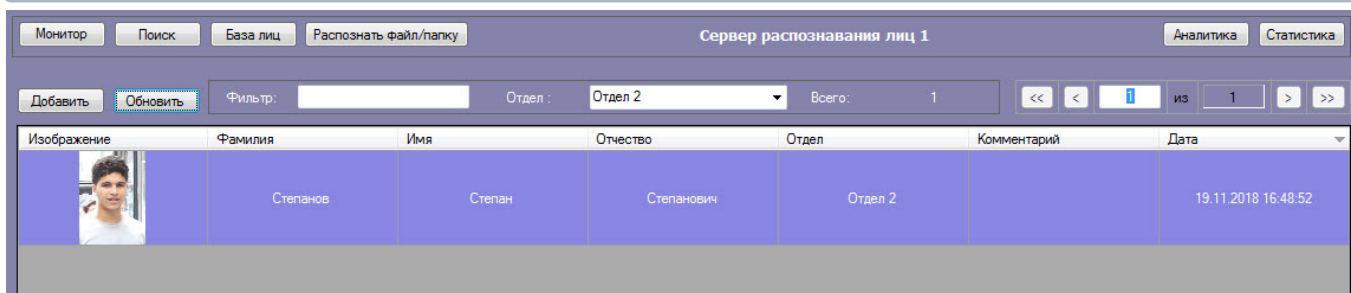 Монитор Поиск База лиц Распознать файл/папку Сервер распознавания лиц 1 Аналитика Статистика
Добавить Обновить Фильтр: Отдел : Отдел 2 Всего: 1 << < 1 из 1 > >>
Изображение Фамилия Имя Отчество Отдел Комментарий Дата
Степанов Степан Степанович Отдел 2 19.11.2018 16:48:52